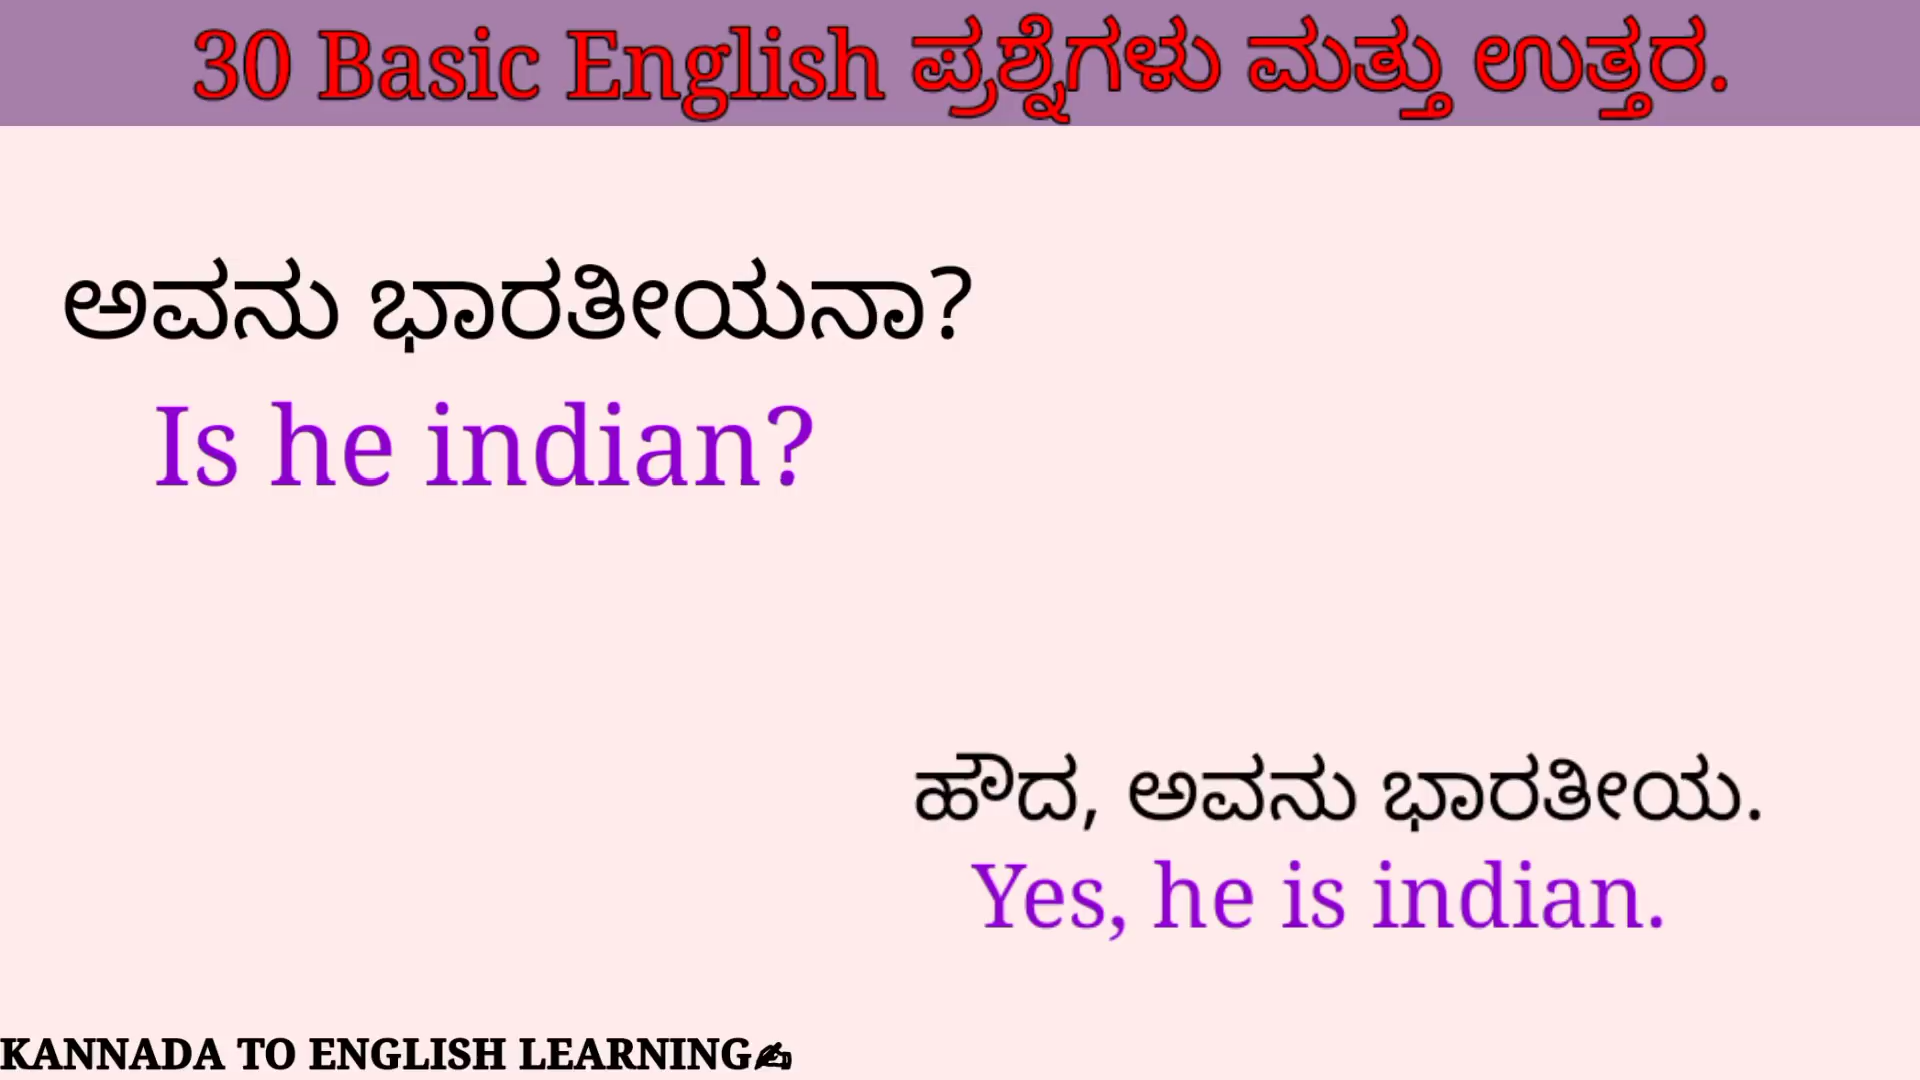 30 Basic English ಪ್ರಶ್ನೆಗಳು ಮತ್ತು ಉತ್ತರ.
ಅವನು ಭಾರತೀಯನಾ?
Is he indian?
ಹೌದ, ಅವನು ಭಾರತೀಯ.
Yes, he is indian.
KANNADA TO ENGLISH LEARNING✍